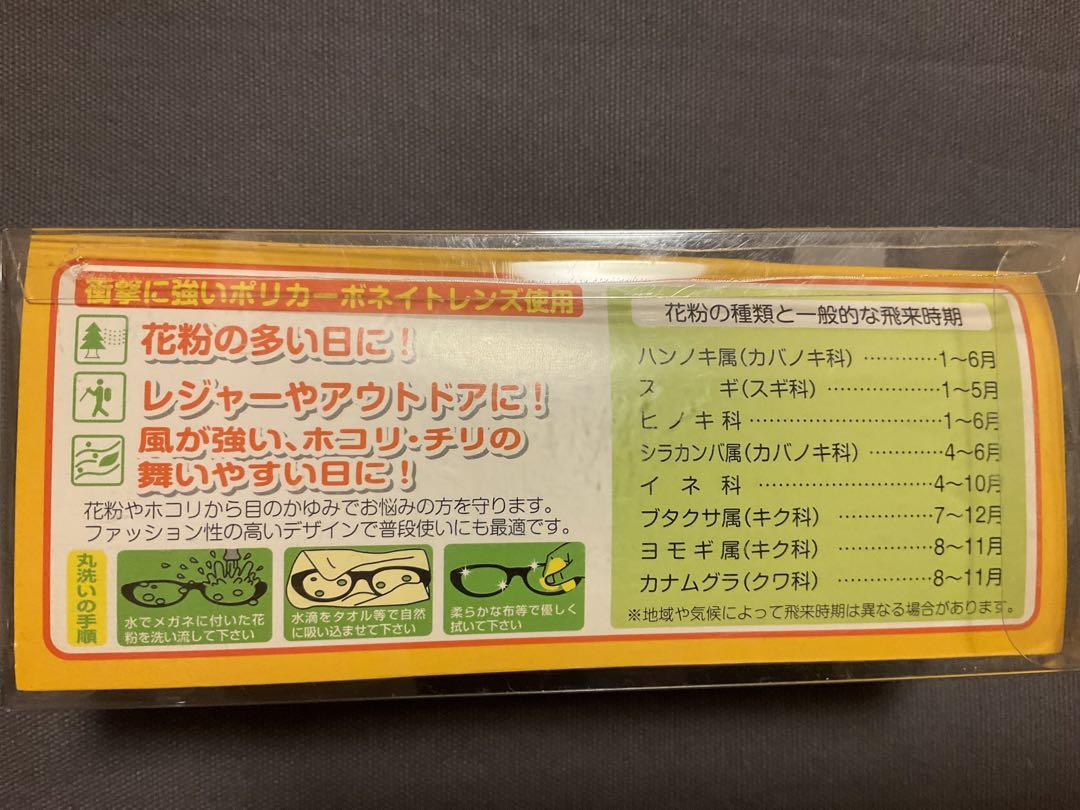 衝撃に強いポリカーボネイトレンズ使用
花粉の多い日に！
レジャーやアウトドアに！
風が強い、ホコリ・チリの
舞いやすい日に！
花粉やホコリから目のかゆみでお悩みの方を守ります。
ファッション性の高いデザインで普段使いにも最適です。
丸洗いの手順
水でメガネに付いた花
粉を洗い流して下さい
水滴をタオル等で自然
に吸い込ませて下さい
柔らかな布等で優しく
拭いて下さい
花粉の種類と一般的な飛来時期
ハンノキ属(カバノキ科) …………1〜6月
スギ(スギ科) ………………1〜5月
ヒノキ科 ……………………………1〜6月
シラカンバ属(カバノキ科) …………4〜6月
イネ科 ……………………………4〜10月
ブタクサ属(キク科) ………………7〜12月
ヨモギ属(キク科) ………………8〜11月
カナムグラ(クワ科) ………………8〜11月
※地域や気候によって飛来時期は異なる場合があります。